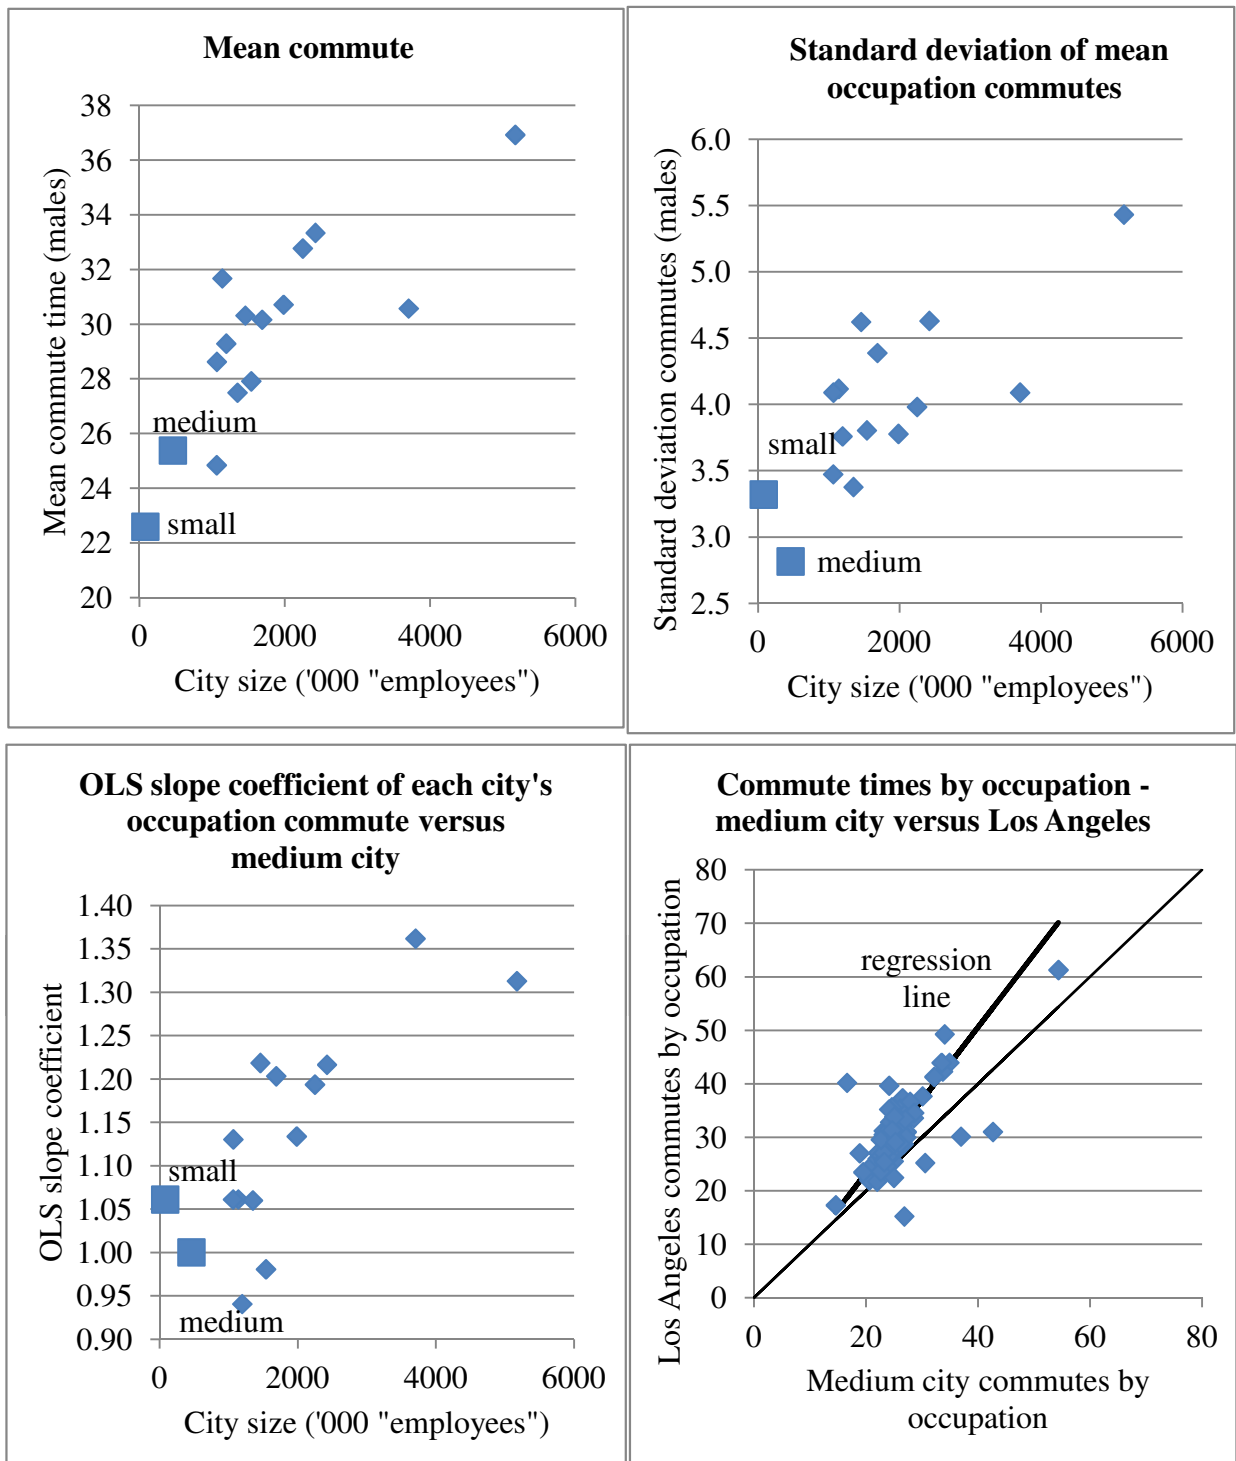 Mean commute
Mean commute time (males)
38
36
34
32
30
28
26
24
22
20
medium
small
0 2000 4000 6000
City size ('000 "employees")
Standard deviation of mean
occupation commutes
Standard deviation commutes (males)
6.0
5.5
5.0
4.5
4.0
3.5
3.0
2.5
small
medium
0 2000 4000 6000
City size ('000 "employees")
OLS slope coefficient of each city's
occupation commute versus
medium city
OLS slope coefficient
1.40
1.35
1.30
1.25
1.20
1.15
1.10
1.05
1.00
0.95
0.90
small
medium
0 2000 4000 6000
City size ('000 "employees")
Commute times by occupation -
medium city versus Los Angeles
Los Angeles commutes by occupation
80
70
60
50
40
30
20
10
0
regression
line
0 20 40 60 80
Medium city commutes by
occupation